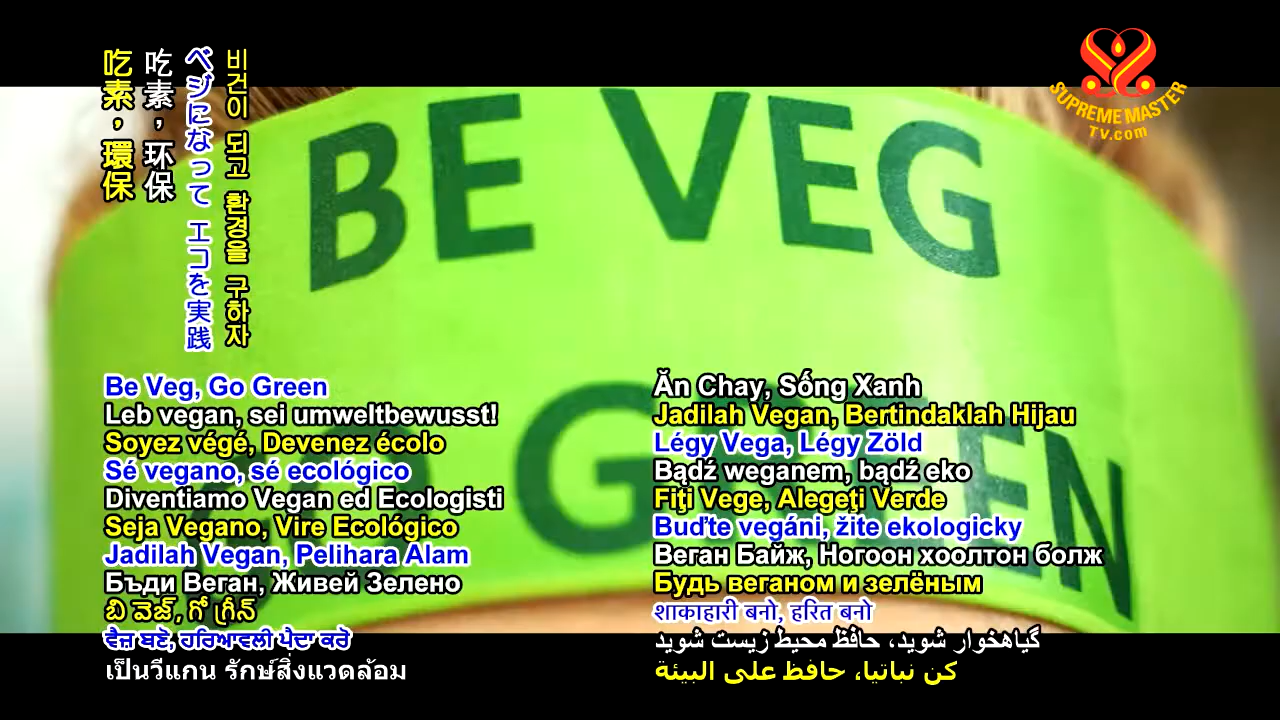 吃素，環保
吃素，环保
ベジになって エコを実践
비건이 되고 환경을 구하자
SUPREME MASTER
TV.com
BE VEG
GO GREEN
Be Veg, Go Green
Leb vegan, sei umweltbewusst!
Soyez végé, Devenez écolo
Sé vegano, sé ecológico
Diventiamo Vegan ed Ecologisti
Seja Vegano, Vire Ecológico
Jadilah Vegan, Pelihara Alam
Бъди Веган, Живей Зелено
બી વેજ્, ગો ગ્રીન્
ਵੈਜ਼ ਬਣੋ, ਹਰਿਆਵਲੀ ਪੈਦਾ ਕਰੋ
เป็นวีแกน รักษ์สิ่งแวดล้อม
Ăn Chay, Sống Xanh
Jadilah Vegan, Bertindaklah Hijau
Légy Vega, Légy Zöld
Bądź weganem, bądź eko
Fiţi Vege, Alegeţi Verde
Buďte vegáni, žite ekologicky
Веган Байж, Ногоон хоолтон болж
Будь веганом и зелёным
शाकाहारी बनो, हरित बनो
گیاهخوار شوید، حافظ محیط زیست شوید
كن نباتيا، حافظ على البيئة